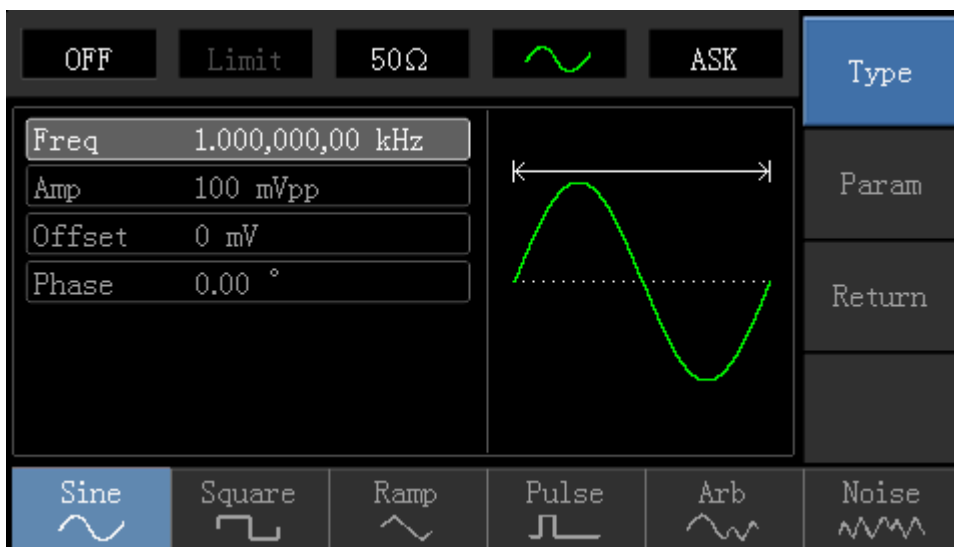 OFF Limit 50Ω ASK Type
Freq 1.000,000,00 kHz
Amp 100 mVpp
Param
Offset 0 mV
Phase 0.00 °
Return
Sine Square Ramp Pulse Arb Noise